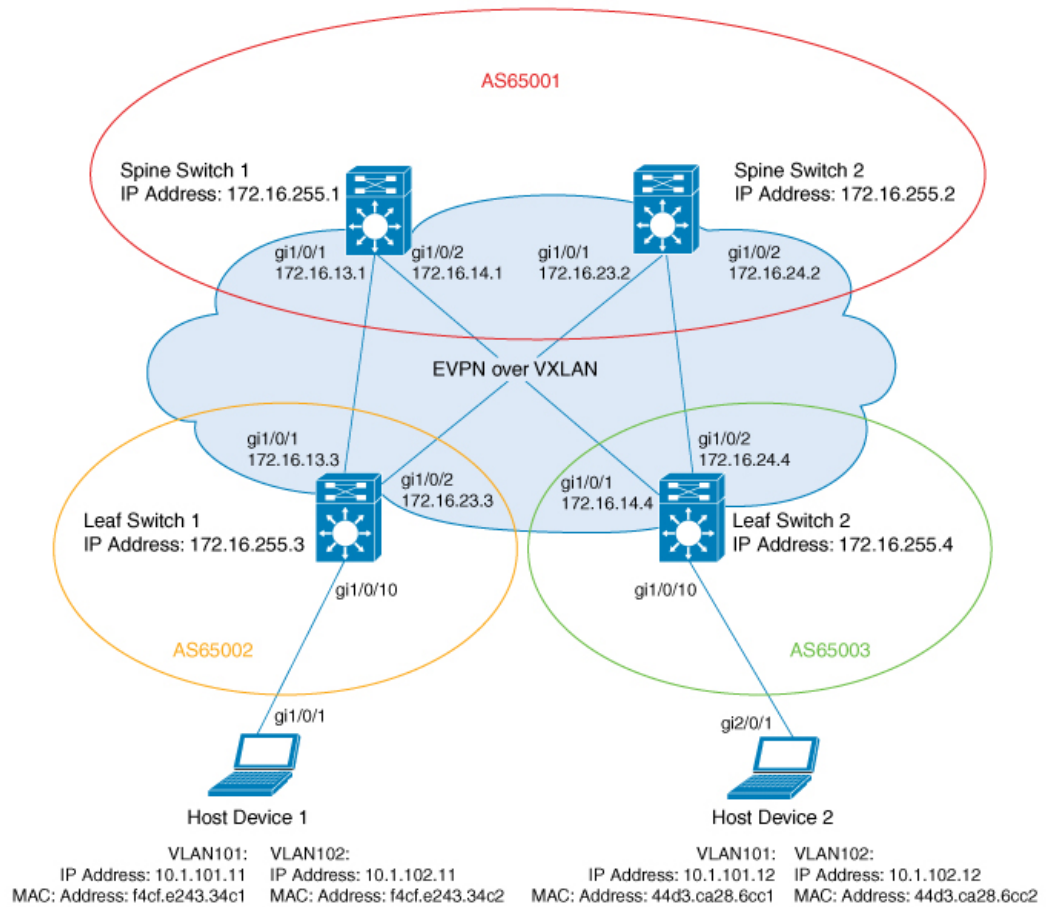 AS65001
Spine Switch 1
IP Address: 172.16.255.1
Spine Switch 2
IP Address: 172.16.255.2
gi1/0/1
172.16.13.1
gi1/0/2
172.16.14.1
gi1/0/1
172.16.23.2
gi1/0/2
172.16.24.2
EVPN over VXLAN
gi1/0/1
172.16.13.3
gi1/0/2
172.16.23.3
gi1/0/1
172.16.14.4
gi1/0/2
172.16.24.4
Leaf Switch 1
IP Address: 172.16.255.3
Leaf Switch 2
IP Address: 172.16.255.4
gi1/0/10
gi1/0/10
AS65002
AS65003
gi1/0/1
gi2/0/1
Host Device 1
Host Device 2
VLAN101:
IP Address: 10.1.101.11
MAC: Address: f4cf.e243.34c1
VLAN102:
IP Address: 10.1.102.11
MAC: Address: f4cf.e243.34c2
VLAN101:
IP Address: 10.1.101.12
MAC: Address: 44d3.ca28.6cc1
VLAN102:
IP Address: 10.1.102.12
MAC: Address: 44d3.ca28.6cc2